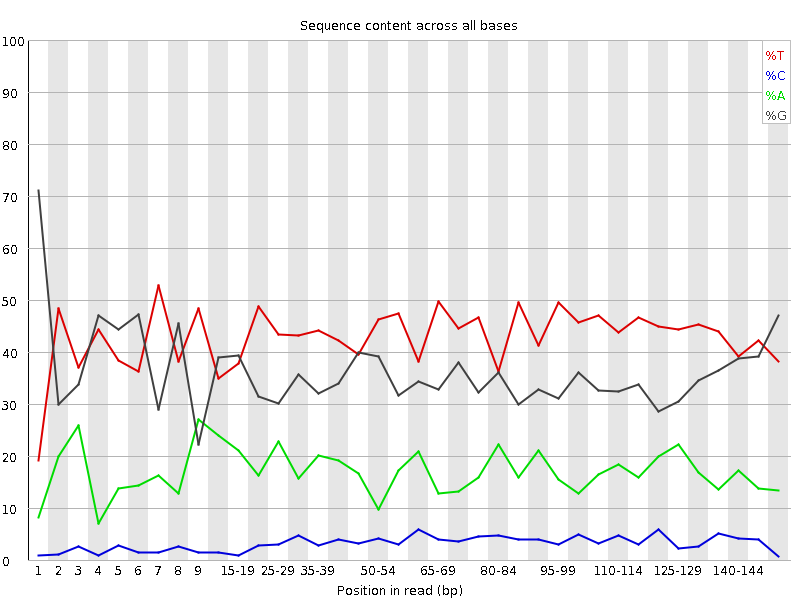 Sequence content across all bases
100
90
80
70
60
50
40
30
20
10
0
%T
%C
%A
%G
1 2 3 4 5 6 7 8 9 15-19 25-29 35-39 50-54 65-69 80-84 95-99 110-114 125-129 140-144
Position in read (bp)